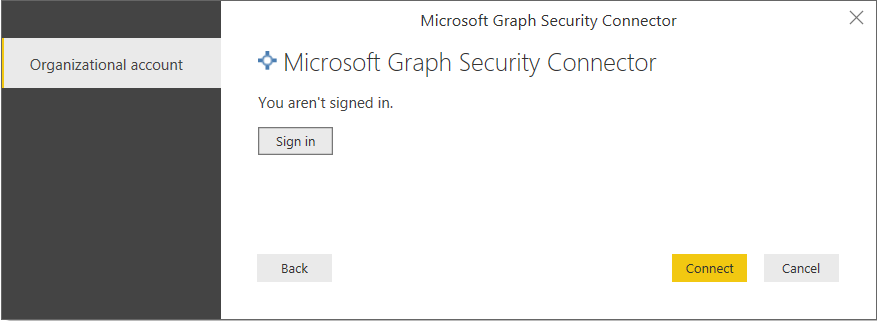 Microsoft Graph Security Connector
Organizational account
Microsoft Graph Security Connector
You aren't signed in.
Sign in
Back
Connect
Cancel